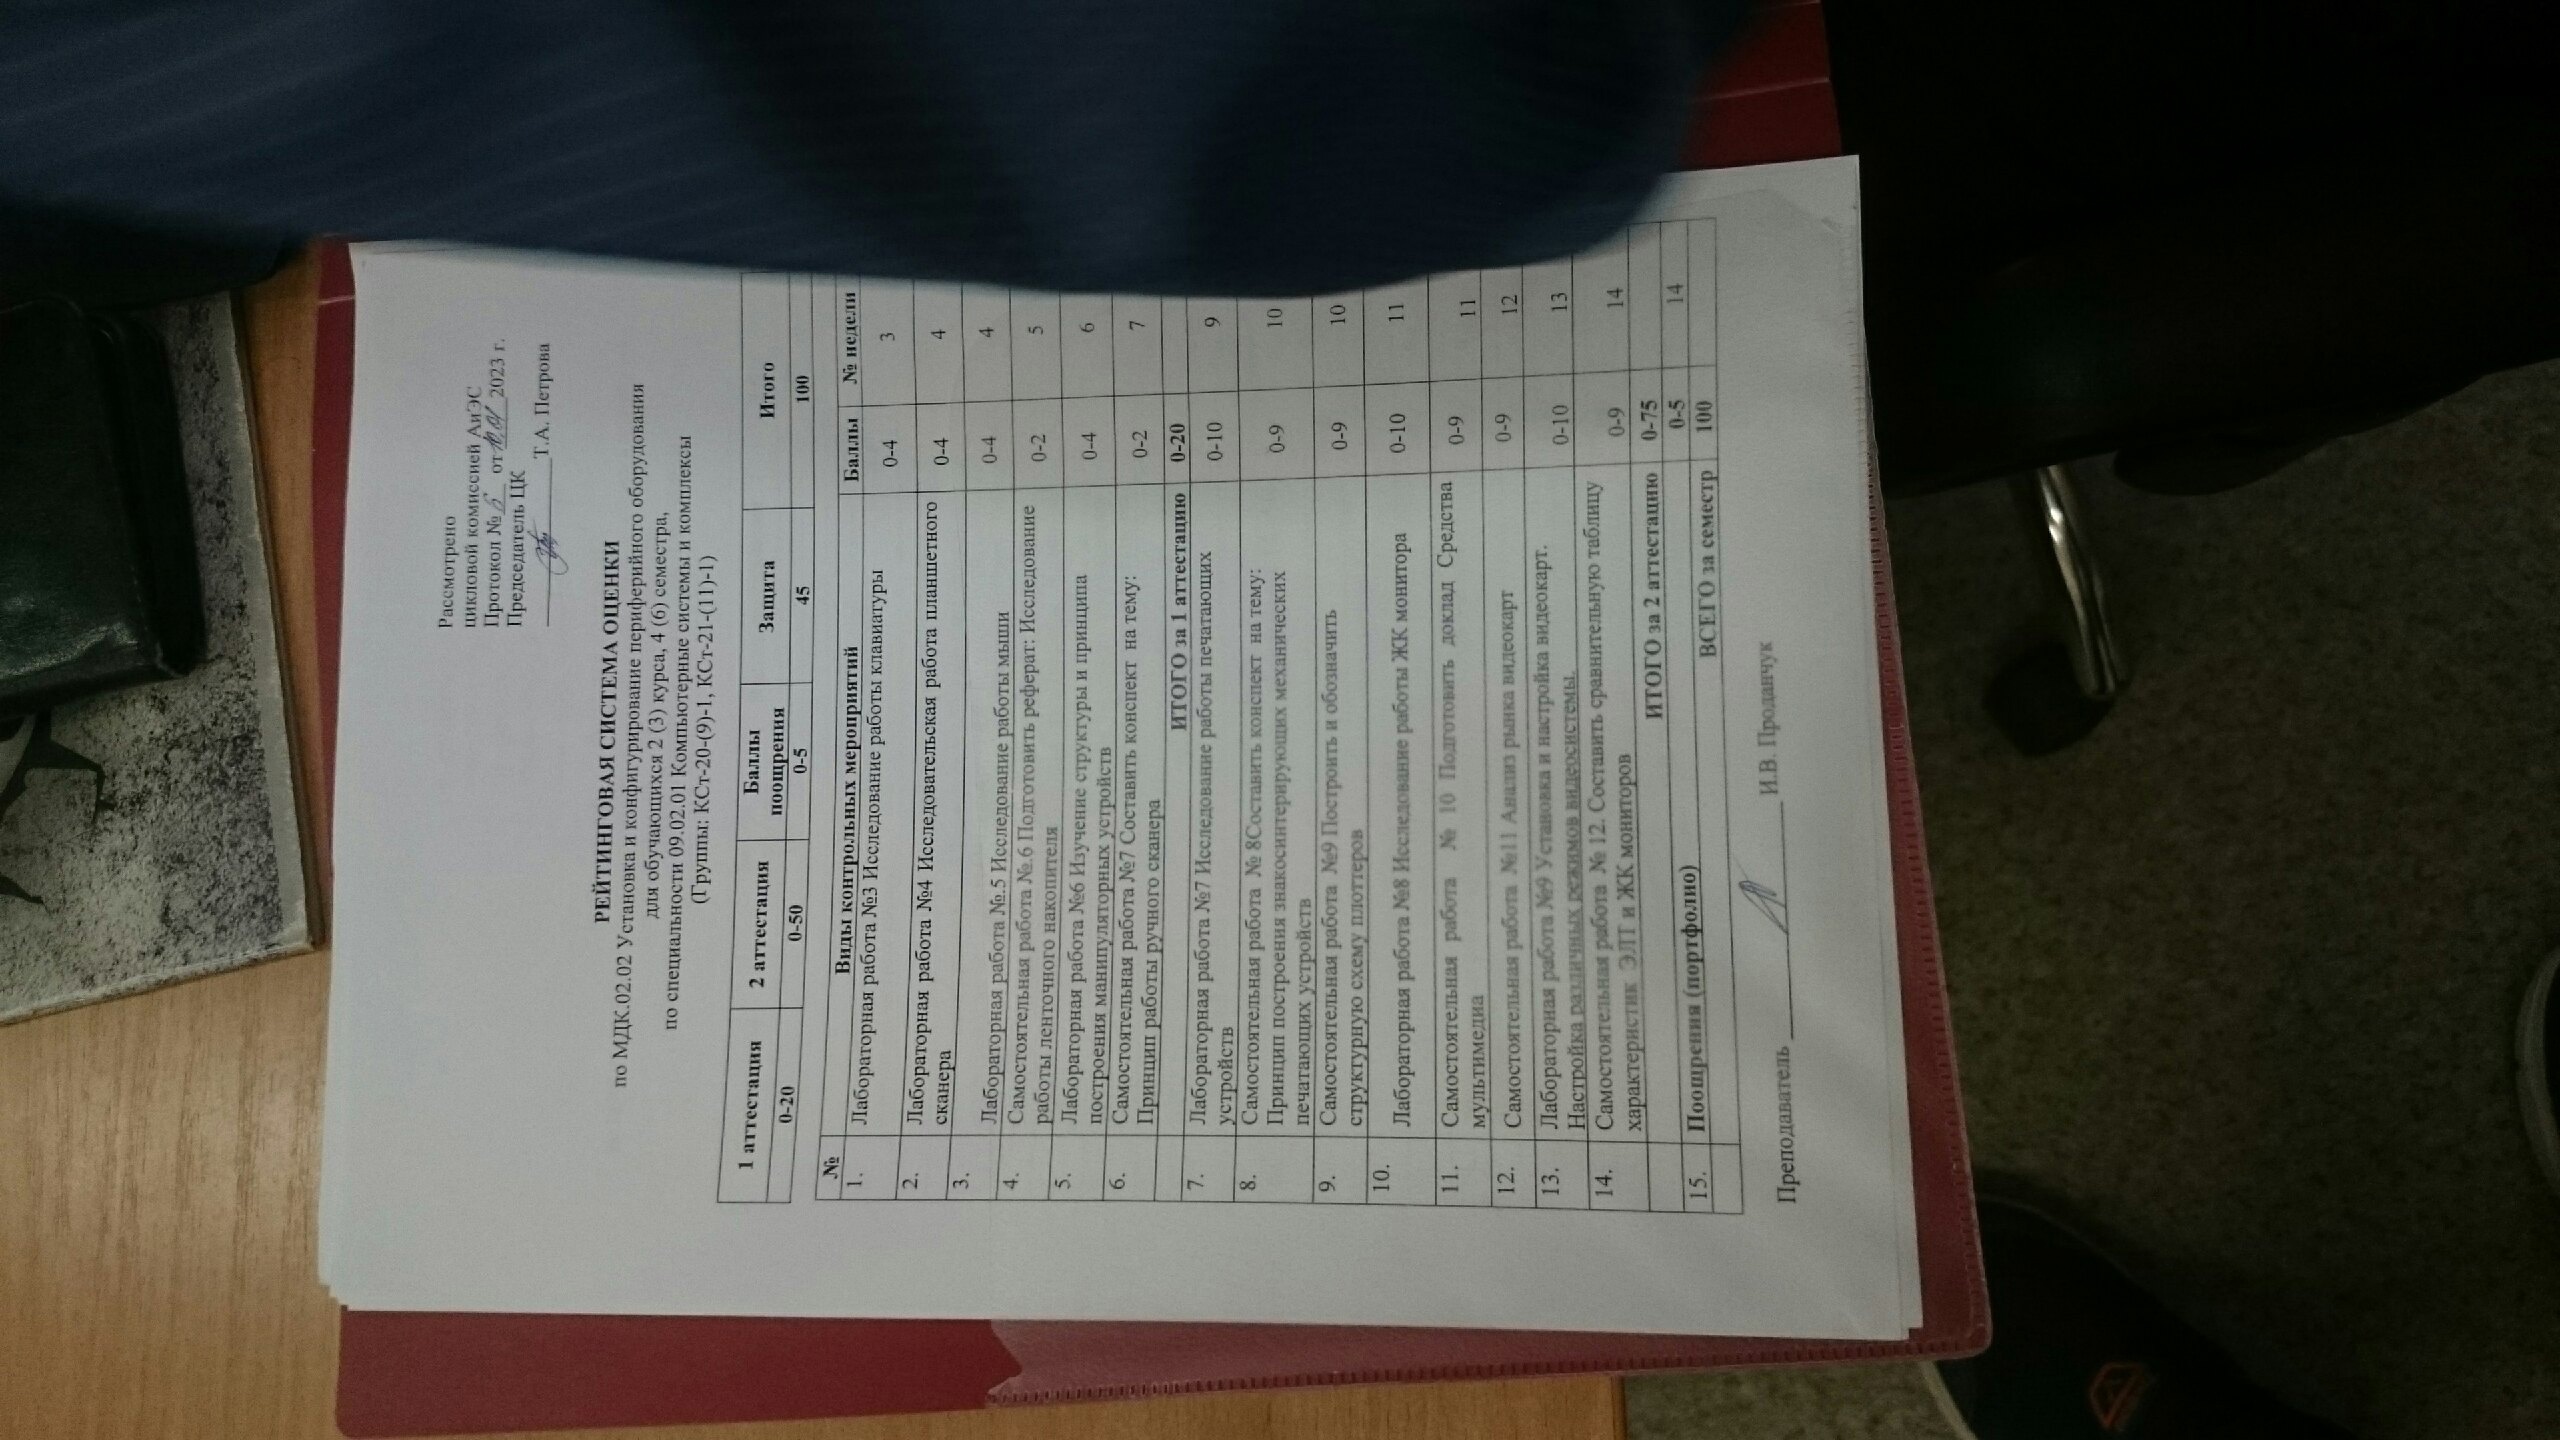 Рассмотрено
цикловой комиссией АиЭС
Протокол № 6 от 2023 г.
Председатель ЦК
Т.А. Петрова
РЕЙТИНГОВАЯ СИСТЕМА ОЦЕНКИ
по МДК.02.02 Установка и конфигурирование периферийного оборудования
для обучающихся 2 (3) курса, 4 (6) семестра,
по специальности 09.02.01 Компьютерные системы и комплексы
(Группы: КСт-20-(9)-1, КСт-21-(11)-1)
1 аттестация 2 аттестация Баллы поощрения Защита Итого
0-20 0-50 0-5 45 100
№ Виды контрольных мероприятий Баллы № недели
1. Лабораторная работа №3 Исследование работы клавиатуры 0-4 3
2. Лабораторная работа №4 Исследовательская работа планшетного 0-4 4
сканера
3. Лабораторная работа №.5 Исследование работы мыши 0-4 4
4. Самостоятельная работа №.6 Подготовить реферат: Исследование 0-2 5
работы ленточного накопителя
5. Лабораторная работа №6 Изучение структуры и принципа 0-4 6
построения манипуляторных устройств
6. Самостоятельная работа №7 Составить конспект на тему: 0-2 7
Принцип работы ручного сканера
ИТОГО за 1 аттестацию 0-20
7. Лабораторная работа №7 Исследование работы печатающих 0-10 9
устройств
8. Самостоятельная работа № 8Составить конспект на тему: 0-9 10
Принцип построения знакосинтерирующих механических
печатающих устройств
9. Самостоятельная работа №9 Построить и обозначить 0-9 10
структурную схему плоттеров
10. Лабораторная работа №8 Исследование работы ЖК монитора 0-10 11
11. Самостоятельная работа № 10 Подготовить доклад Средства 0-9 11
мультимедиа
12. Самостоятельная работа №11 Анализ рынка видеокарт 0-9 12
13. Лабораторная работа №9 Установка и настройка видеокарт. 0-10 13
Настройка различных режимов видеосистемы.
14. Самостоятельная работа № 12. Составить сравнительную таблицу 0-9 14
характеристик ЭЛТ и ЖК мониторов
ИТОГО за 2 аттестацию 0-75
15. Поощрения (портфолио) 0-5 14
ВСЕГО за семестр 100
Преподаватель И.В. Проданчук